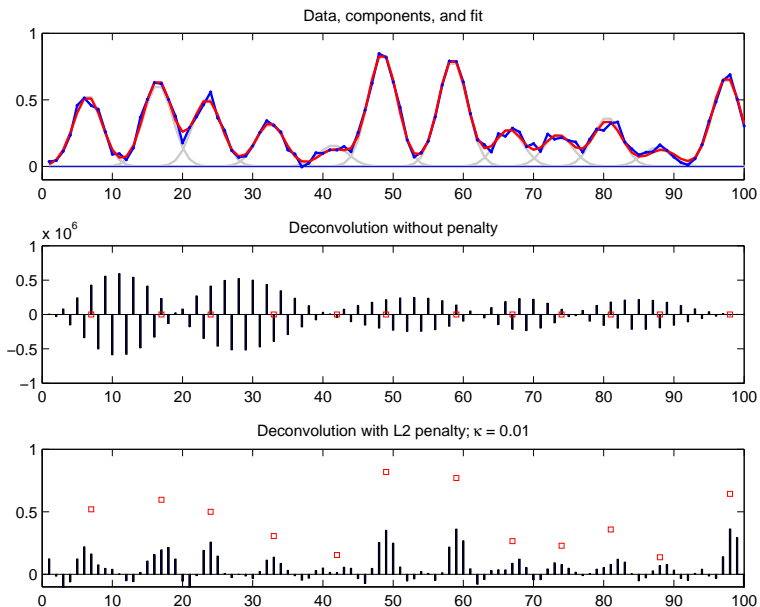 Data, components, and fit
1
0.5
0
0 10 20 30 40 50 60 70 80 90 100
x 10^6
Deconvolution without penalty
1
0.5
0
−0.5
−1
0 10 20 30 40 50 60 70 80 90 100
Deconvolution with L2 penalty; κ = 0.01
1
0.5
0
0 10 20 30 40 50 60 70 80 90 100